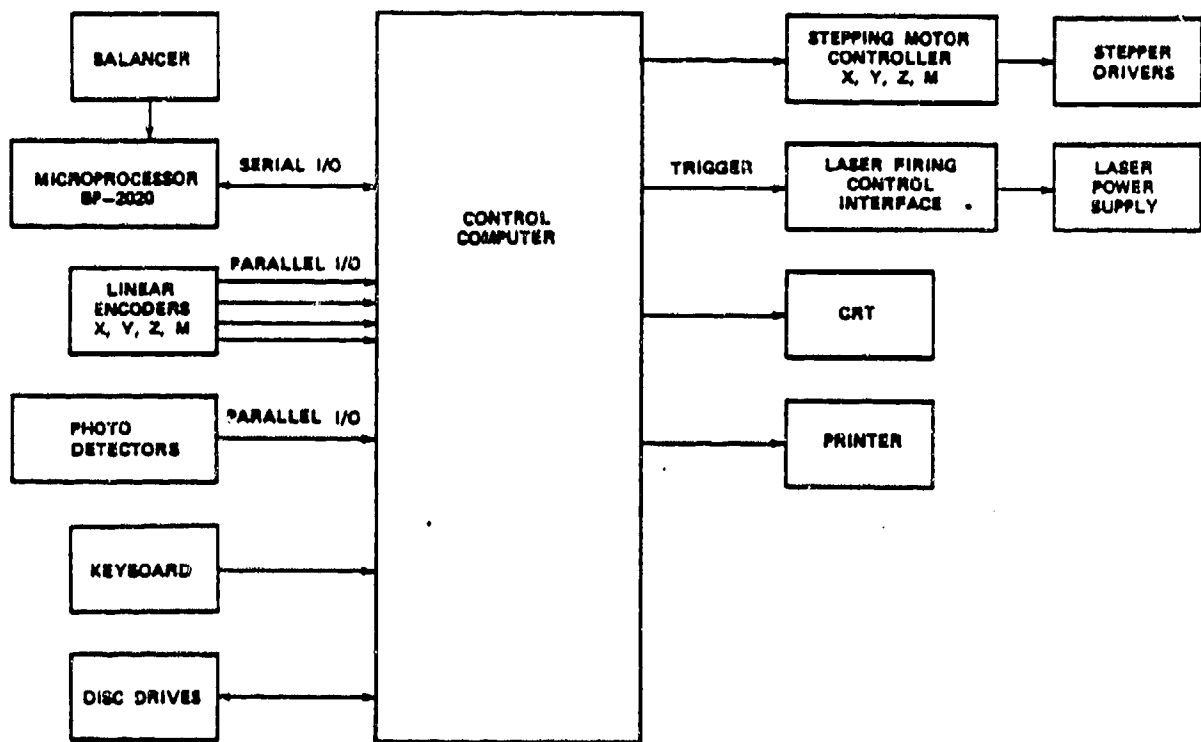 BALANCER
MICROPROCESSOR
BP-2020
SERIAL I/O
PARALLEL I/O
LINEAR
ENCODERS
X, Y, Z, M
PHOTO
DETECTORS
PARALLEL I/O
KEYBOARD
DISC DRIVES
CONTROL
COMPUTER
STEPPING MOTOR
CONTROLLER
X, Y, Z, M
STEPPER
DRIVERS
TRIGGER
LASER FIRING
CONTROL
INTERFACE
LASER
POWER
SUPPLY
CRT
PRINTER